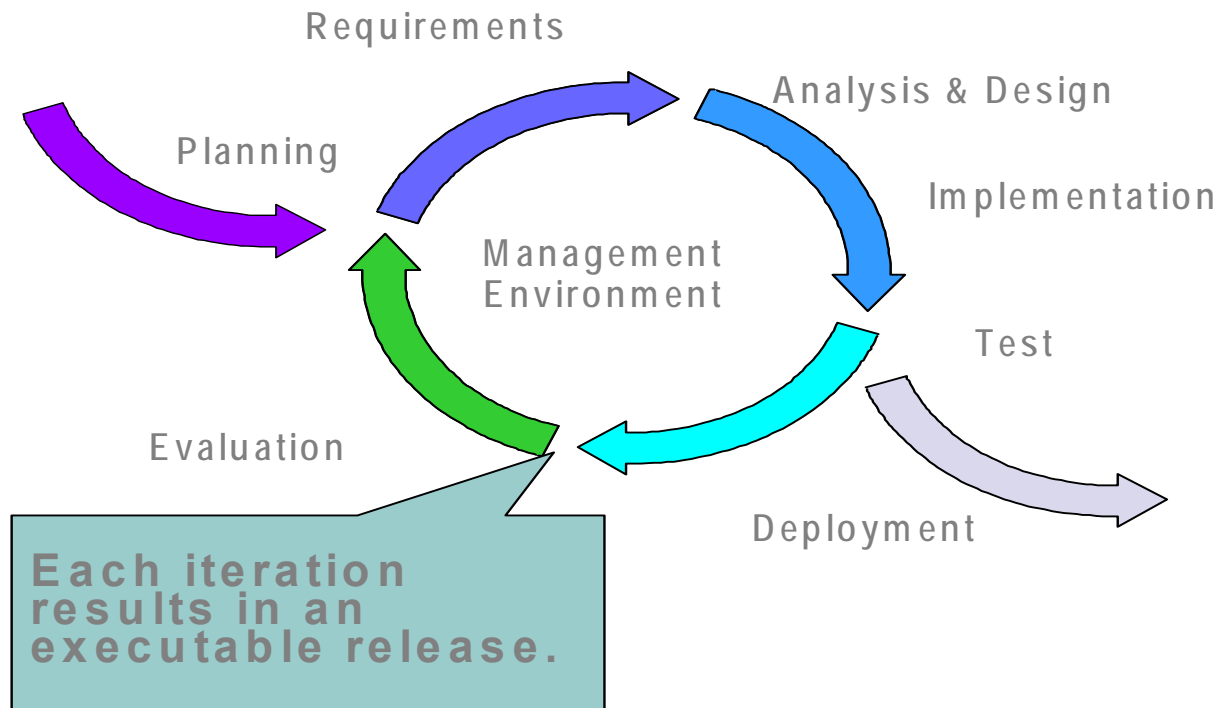 Requirements
Analysis & Design
Planning
Implementation
Management
Environment
Test
Evaluation
Deployment
Each iteration
results in an
executable release.